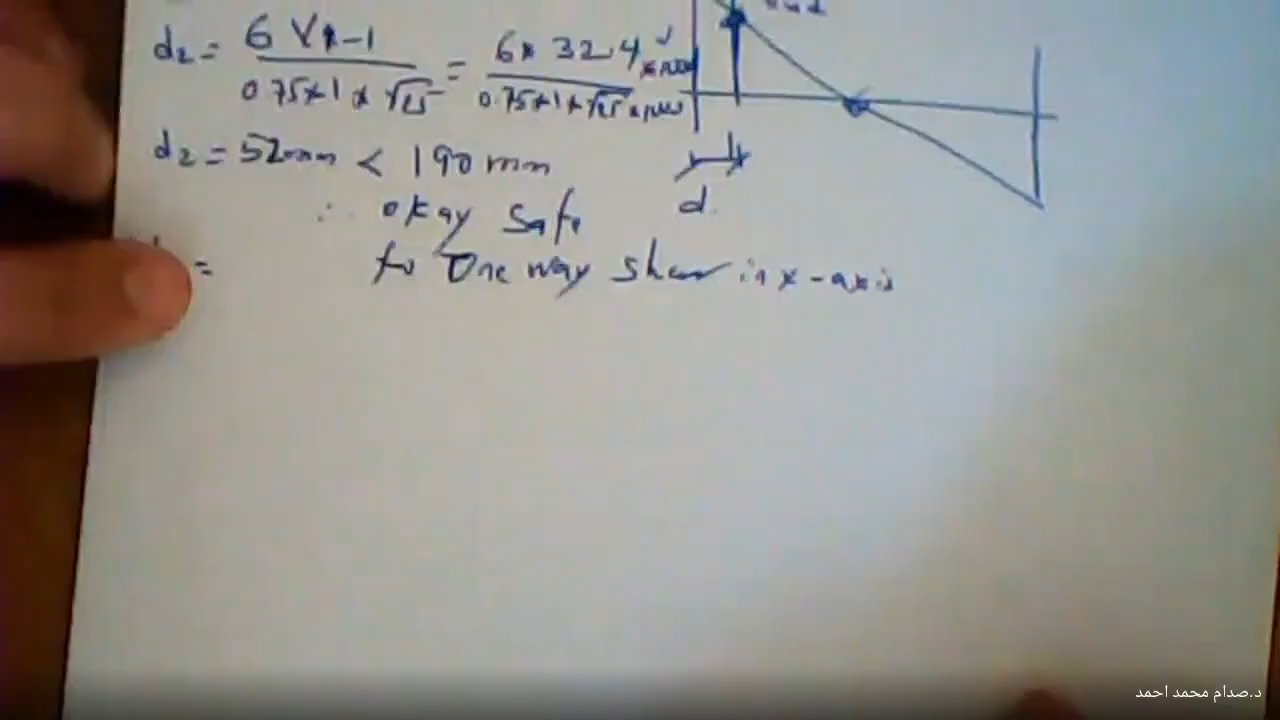 d2 = 6 Vx-1 / 0.75*1*√25 = 6* 32.4 / 0.75*1*√25
d2 = 52mm < 190 mm
∴ okay safe
= for One way shear in x-axis
d
د.صدام محمد احمد